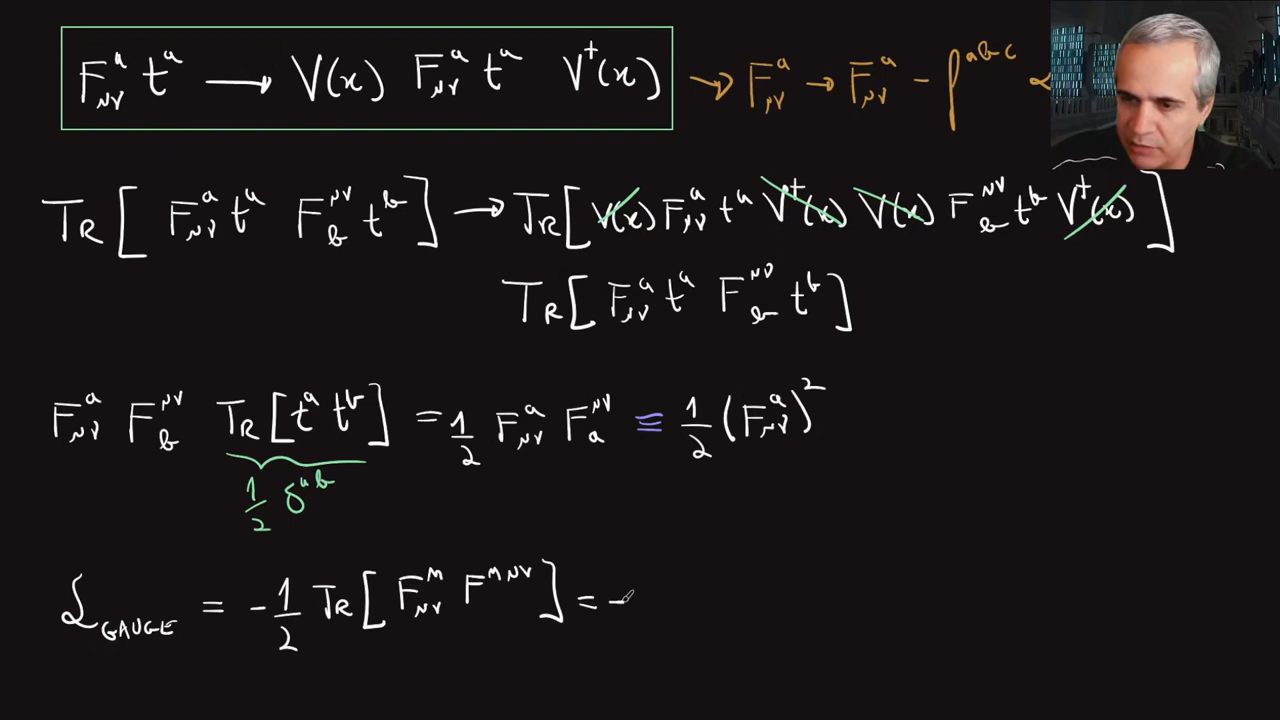 F^a_{μν} t^a → V(x) F^a_{μν} t^a V^†(x) → F^a_{μν} → F^a_{μν} - f^{abc} α
TR[ F^a_{μν} t^a F^{μν}_b t^b ] → TR[ V(x) F^a_{μν} t^a V^†(x) V(x) F^{μν}_b t^b V^†(x) ]
TR[ F^a_{μν} t^a F^{μν}_b t^b ]
F^a_{μν} F^{μν}_b TR[ t^a t^b ] = 1/2 F^a_{μν} F^{μν}_a ≡ 1/2 (F^a_{μν})^2
1/2 δ^{ab}
ℒ_{GAUGE} = - 1/2 TR[ F^M_{μν} F^{M μν} ] = -